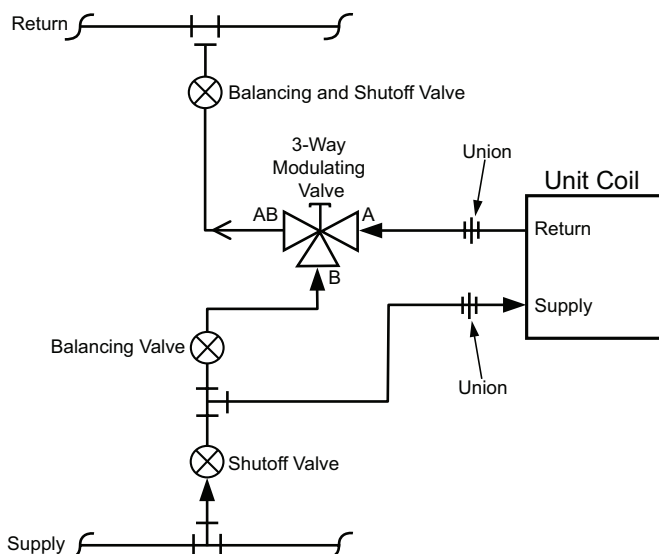 Return
Balancing and Shutoff Valve
3-Way
Modulating
Valve
Union
Unit Coil
AB
A
Return
B
Supply
Balancing Valve
Union
Shutoff Valve
Supply